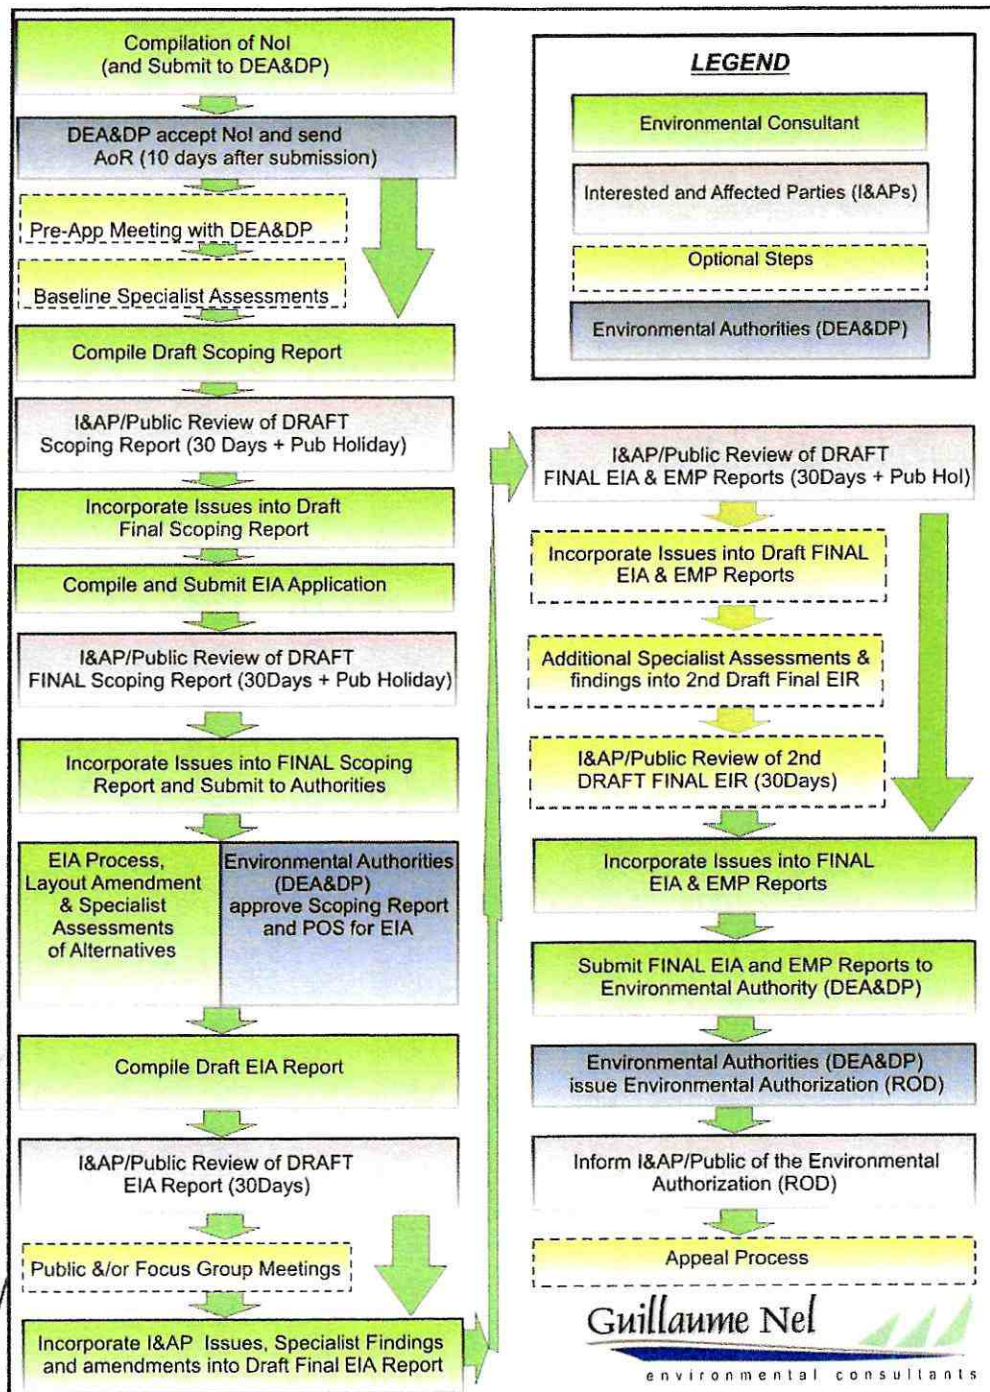 Compilation of NoI
(and Submit to DEA&DP)
DEA&DP accept NoI and send
AoR (10 days after submission)
Pre-App Meeting with DEA&DP
Baseline Specialist Assessments
Compile Draft Scoping Report
I&AP/Public Review of DRAFT
Scoping Report (30 Days + Pub Holiday)
Incorporate Issues into Draft
Final Scoping Report
Compile and Submit EIA Application
I&AP/Public Review of DRAFT
FINAL Scoping Report (30Days + Pub Holiday)
Incorporate Issues into FINAL Scoping
Report and Submit to Authorities
EIA Process,
Layout Amendment
& Specialist
Assessments
of Alternatives
Environmental Authorities
(DEA&DP)
approve Scoping Report
and POS for EIA
Compile Draft EIA Report
I&AP/Public Review of DRAFT
EIA Report (30Days)
Public &/or Focus Group Meetings
Incorporate I&AP Issues, Specialist Findings
and amendments into Draft Final EIA Report
LEGEND
Environmental Consultant
Interested and Affected Parties (I&APs)
Optional Steps
Environmental Authorities (DEA&DP)
I&AP/Public Review of DRAFT
FINAL EIA & EMP Reports (30Days + Pub Hol)
Incorporate Issues into Draft FINAL
EIA & EMP Reports
Additional Specialist Assessments &
findings into 2nd Draft Final EIR
I&AP/Public Review of 2nd
DRAFT FINAL EIR (30Days)
Incorporate Issues into FINAL
EIA & EMP Reports
Submit FINAL EIA and EMP Reports to
Environmental Authority (DEA&DP)
Environmental Authorities (DEA&DP)
issue Environmental Authorization (ROD)
Inform I&AP/Public of the Environmental
Authorization (ROD)
Appeal Process
Guillaume Nel
environmental consultants